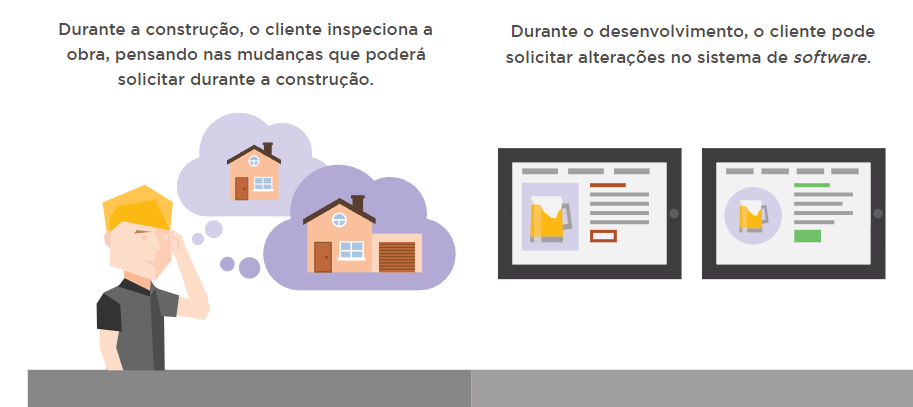 Durante a construção, o cliente inspeciona a
obra, pensando nas mudanças que poderá
solicitar durante a construção.
Durante o desenvolvimento, o cliente pode
solicitar alterações no sistema de software.